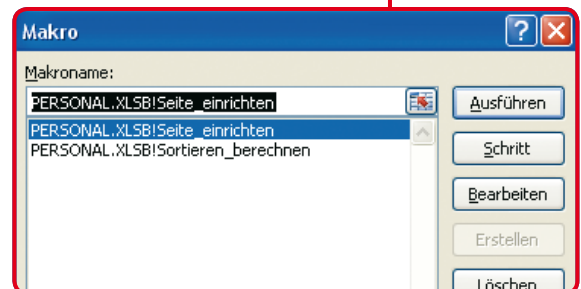 Makro
Makroname:
PERSONAL.XLSB!Seite_einrichten
PERSONAL.XLSB!Seite_einrichten
PERSONAL.XLSB!Sortieren_berechnen
Ausführen
Schritt
Bearbeiten
Erstellen
Löschen